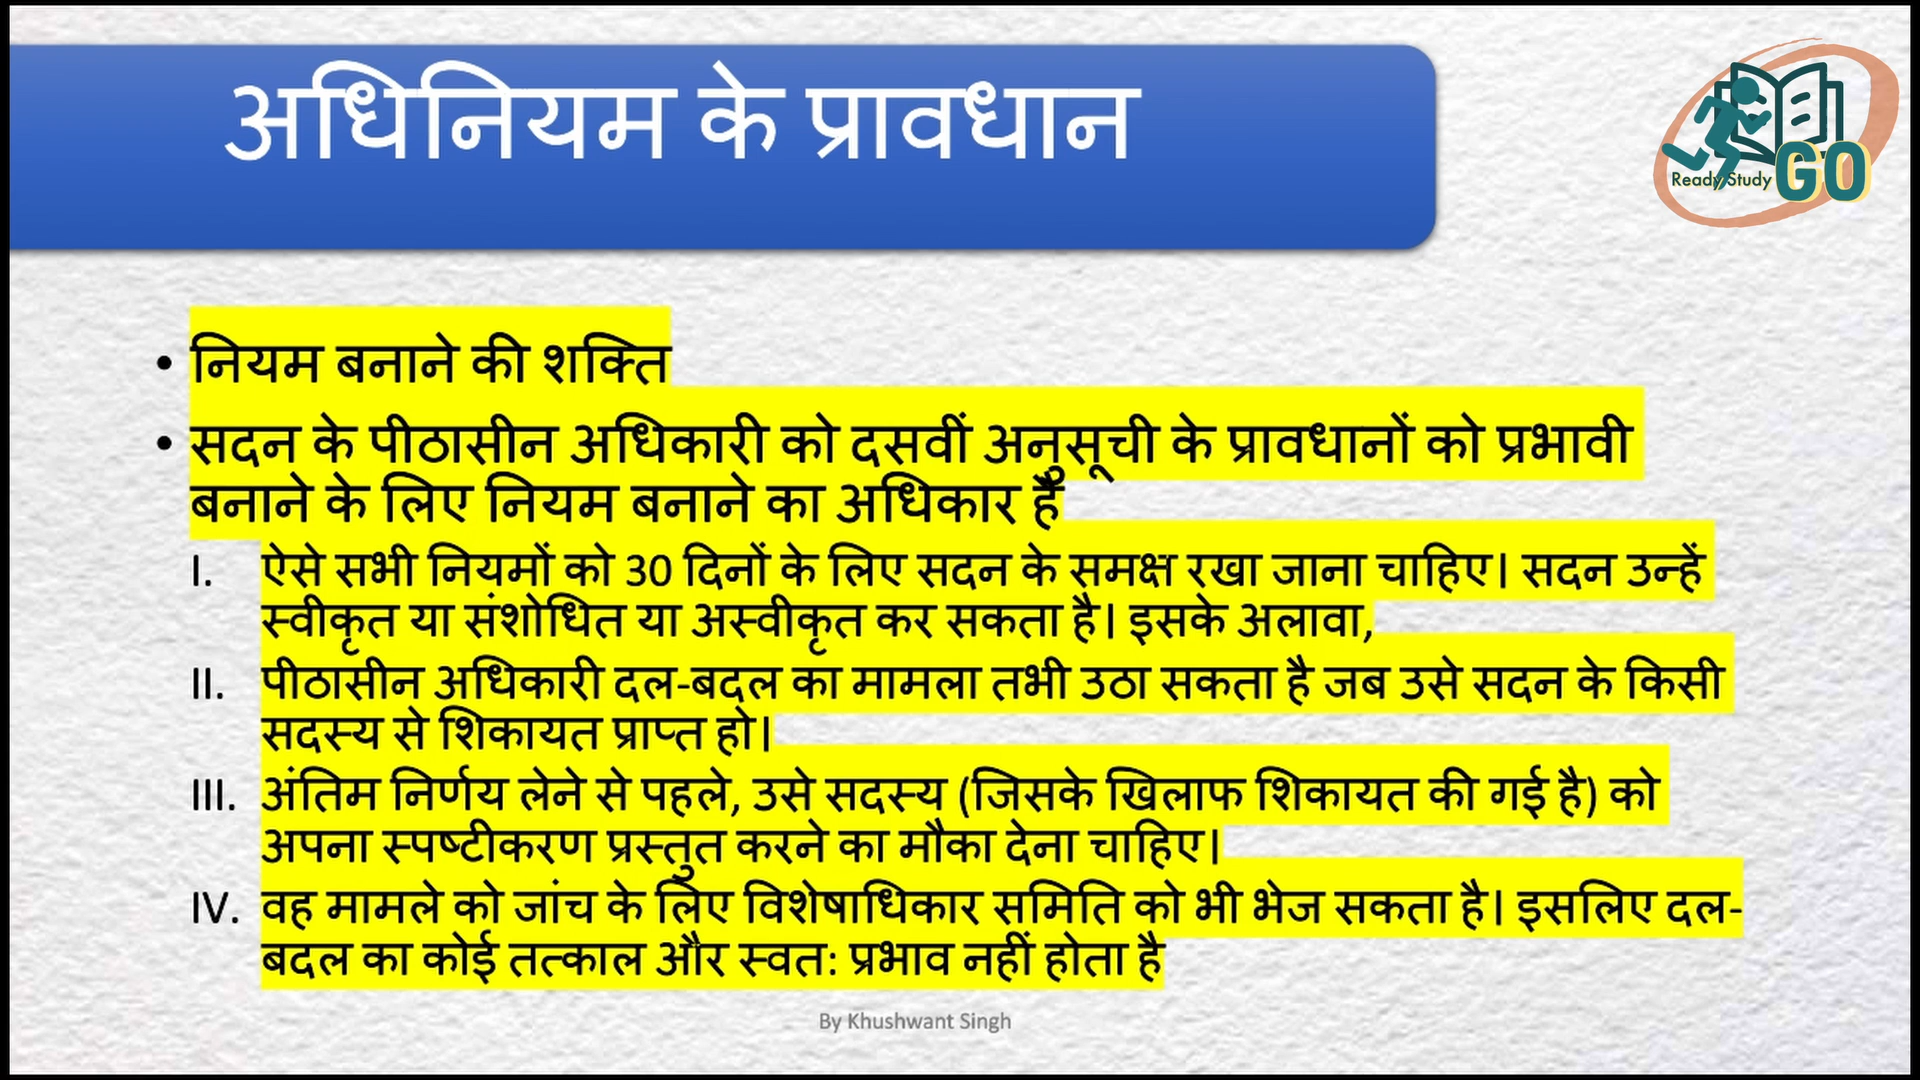 अधिनियम के प्रावधान
Ready Study GO
• नियम बनाने की शक्ति
• सदन के पीठासीन अधिकारी को दसवीं अनुसूची के प्रावधानों को प्रभावी
बनाने के लिए नियम बनाने का अधिकार है
I. ऐसे सभी नियमों को 30 दिनों के लिए सदन के समक्ष रखा जाना चाहिए। सदन उन्हें
स्वीकृत या संशोधित या अस्वीकृत कर सकता है। इसके अलावा,
II. पीठासीन अधिकारी दल-बदल का मामला तभी उठा सकता है जब उसे सदन के किसी
सदस्य से शिकायत प्राप्त हो।
III. अंतिम निर्णय लेने से पहले, उसे सदस्य (जिसके खिलाफ शिकायत की गई है) को
अपना स्पष्टीकरण प्रस्तुत करने का मौका देना चाहिए।
IV. वह मामले को जांच के लिए विशेषाधिकार समिति को भी भेज सकता है। इसलिए दल-
बदल का कोई तत्काल और स्वत: प्रभाव नहीं होता है
By Khushwant Singh